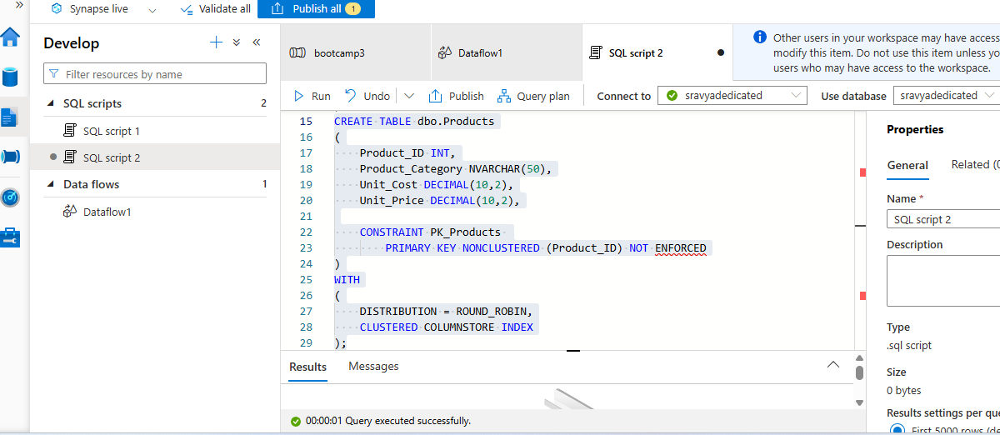 Synapse live
Validate all
Publish all 1
Develop
Filter resources by name
SQL scripts 2
SQL script 1
SQL script 2
Data flows 1
Dataflow1
bootcamp3
Dataflow1
SQL script 2
Other users in your workspace may have access
modify this item. Do not use this item unless yo
users who may have access to the workspace.
Run
Undo
Publish
Query plan
Connect to
sravyadedicated
Use database
sravyadedicated
15 CREATE TABLE dbo.Products
16 (
17 Product_ID INT,
18 Product_Category NVARCHAR(50),
19 Unit_Cost DECIMAL(10,2),
20 Unit_Price DECIMAL(10,2),
21
22 CONSTRAINT PK_Products
23 PRIMARY KEY NONCLUSTERED (Product_ID) NOT ENFORCED
24 )
25 WITH
26 (
27 DISTRIBUTION = ROUND_ROBIN,
28 CLUSTERED COLUMNSTORE INDEX
29 );
Results
Messages
00:00:01 Query executed successfully.
Properties
General
Related (0
Name *
SQL script 2
Description
Type
.sql script
Size
0 bytes
Results settings per que
First 5000 rows (de